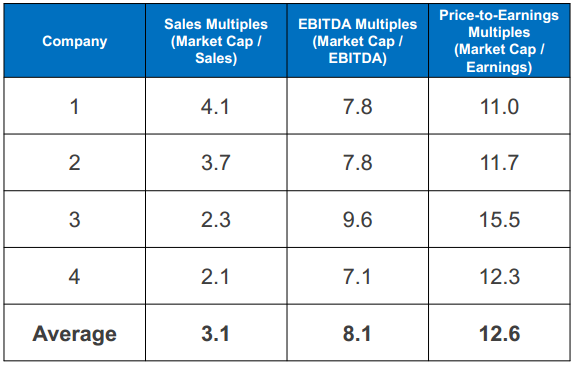 Company
Sales Multiples
(Market Cap /
Sales)
EBITDA Multiples
(Market Cap /
EBITDA)
Price-to-Earnings
Multiples
(Market Cap /
Earnings)
1 4.1 7.8 11.0
2 3.7 7.8 11.7
3 2.3 9.6 15.5
4 2.1 7.1 12.3
Average 3.1 8.1 12.6